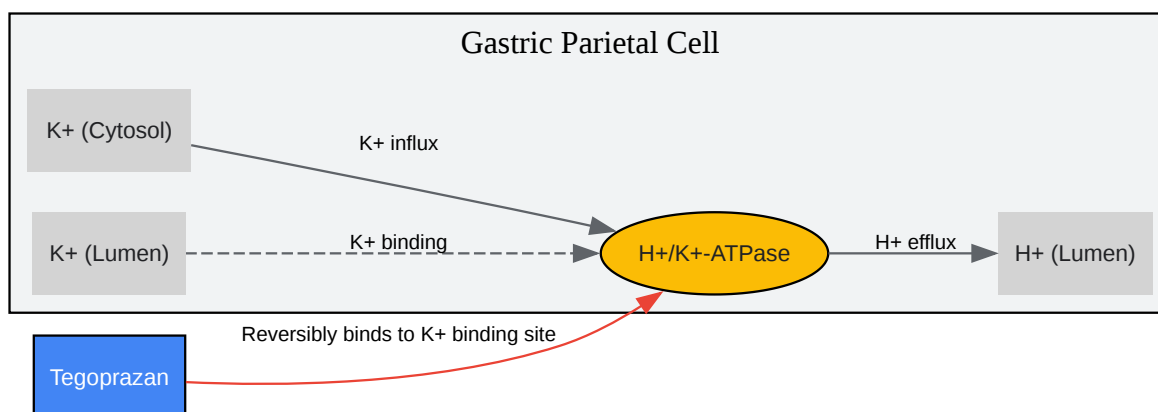 Gastric Parietal Cell
K+ (Cytosol)
K+ influx
K+ (Lumen)
K+ binding
H+/K+-ATPase
H+ efflux
H+ (Lumen)
Reversibly binds to K+ binding site
Tegoprazan